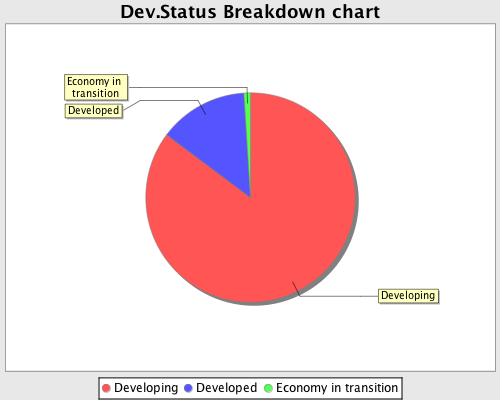 Dev.Status Breakdown chart
Economy in
transition
Developed
Developing
Developing Developed Economy in transition